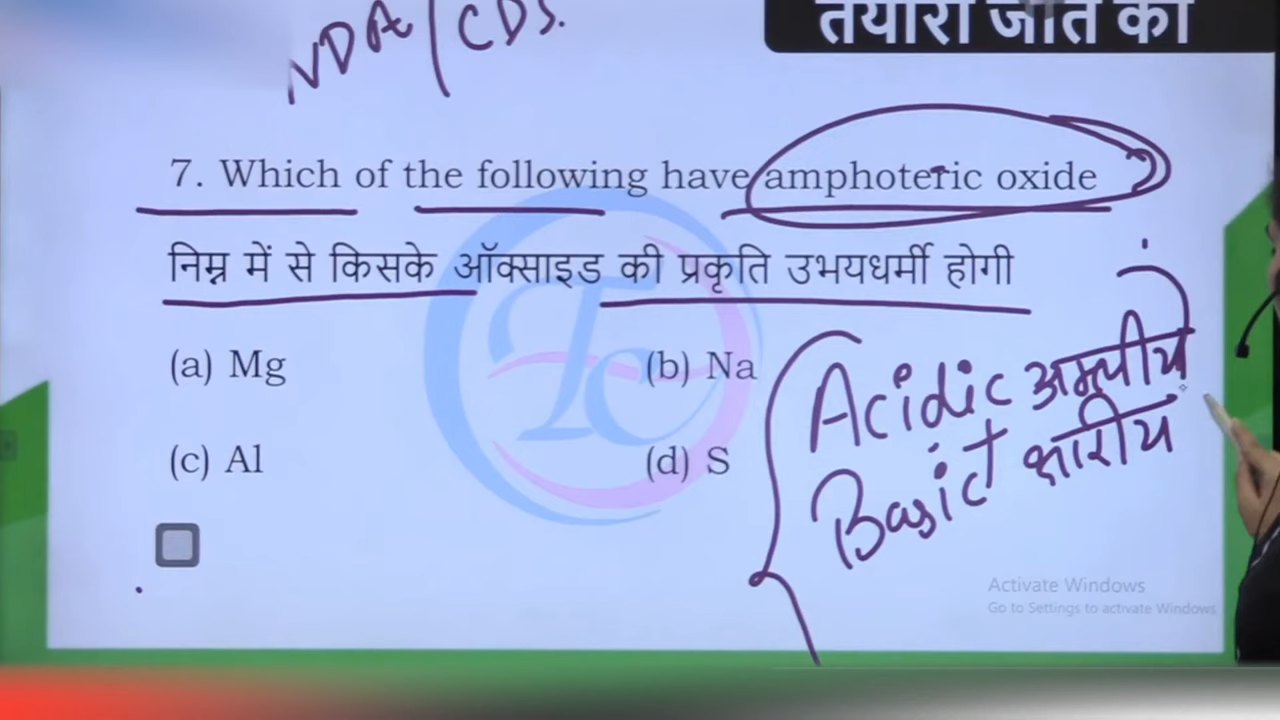 तैयारी जीत की
NDA/CDS.
7. Which of the following have amphoteric oxide
निम्न में से किसके ऑक्साइड की प्रकृति उभयधर्मी होगी
(a) Mg
(b) Na
(c) Al
(d) S
Acidic अम्लीय
Basic क्षारीय
Activate Windows
Go to Settings to activate Windows